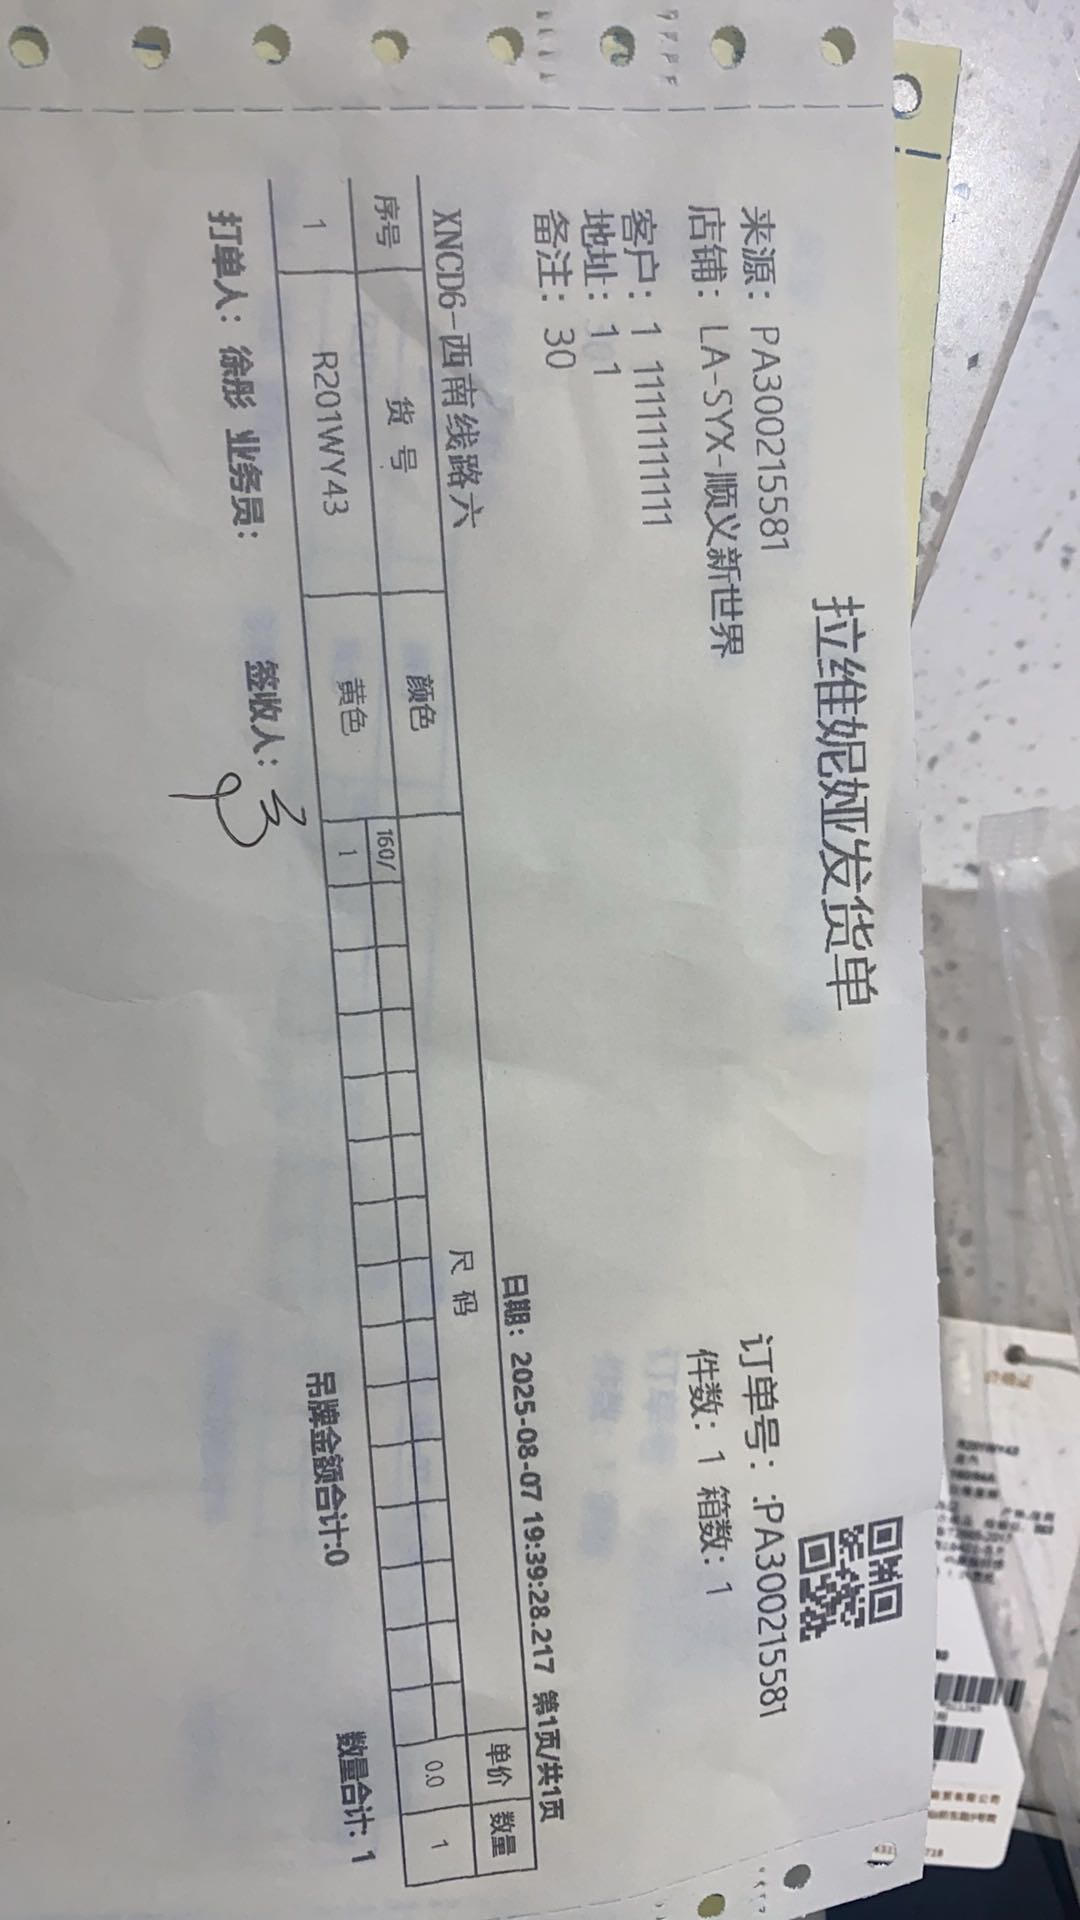 拉维妮娅发货单
来源：PA300215581
订单号：:PA300215581
店铺：LA-SYX-顺义新世界
件数：1 箱数：1
客户：1 11111111111
地址：1 1
备注：30
日期：2025-08-07 19:39:28.217 第1页/共1页
XNCD6-西南线路六
序号 货号 颜色 尺码 单价 数量
160/
1 R201WY43 黄色 1 0.0 1
吊牌金额合计:0 数量合计: 1
打单人：徐彤 业务员： 签收人：